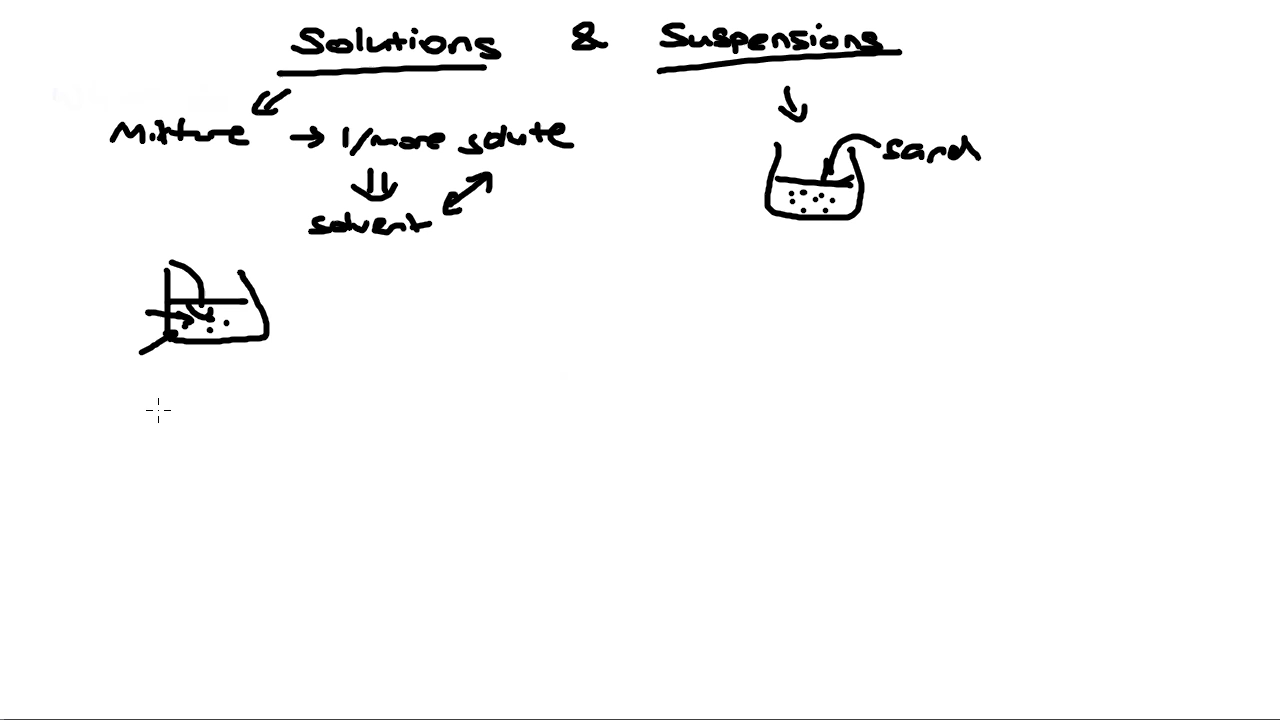 Solutions & Suspensions
Mixture → 1/more solute
sand
solvent